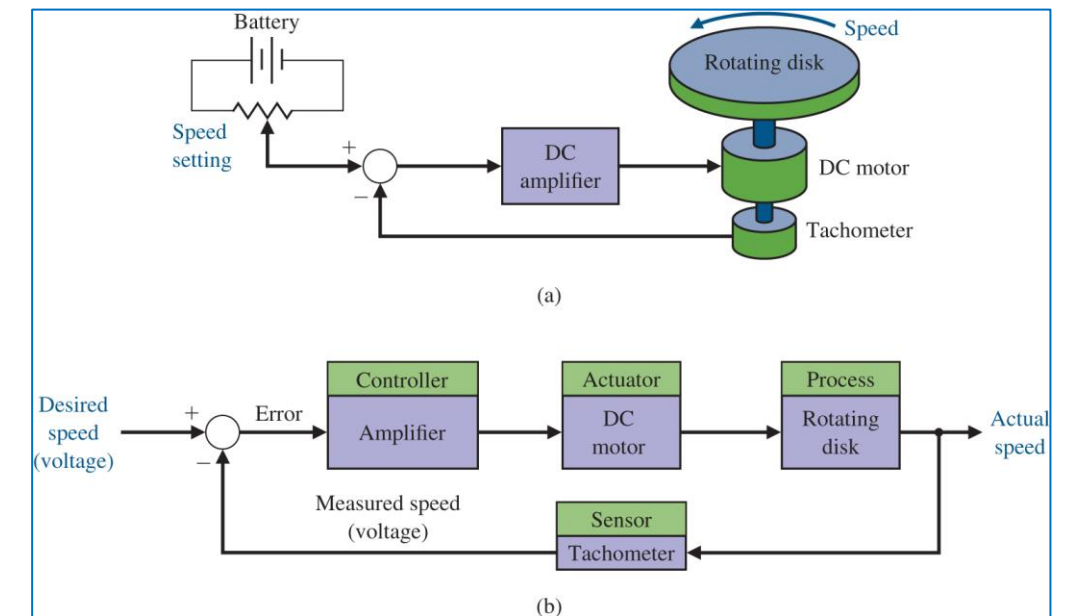 Battery
Speed
Rotating disk
Speed
setting
+
DC
amplifier
DC motor
−
Tachometer
(a)
Controller
Actuator
Process
Desired
speed
(voltage)
+
Error
Amplifier
DC
motor
Rotating
disk
Actual
speed
−
Measured speed
(voltage)
Sensor
Tachometer
(b)